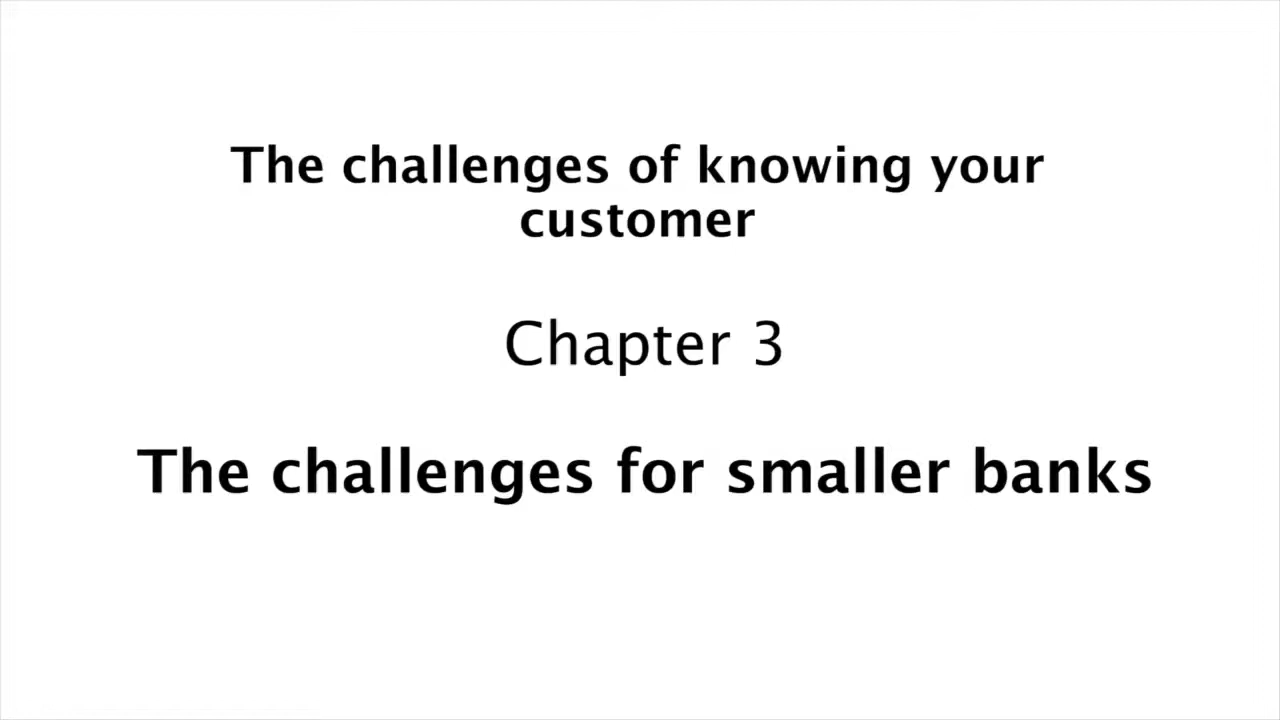 The challenges of knowing your
customer
Chapter 3
The challenges for smaller banks